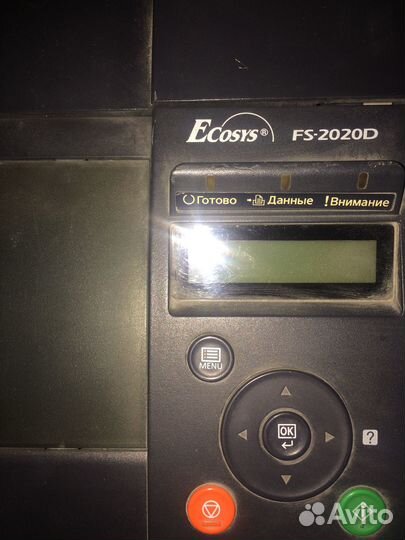 ECOSYS® FS-2020D
Готово Данные !Внимание
MENU
OK
?
Avito